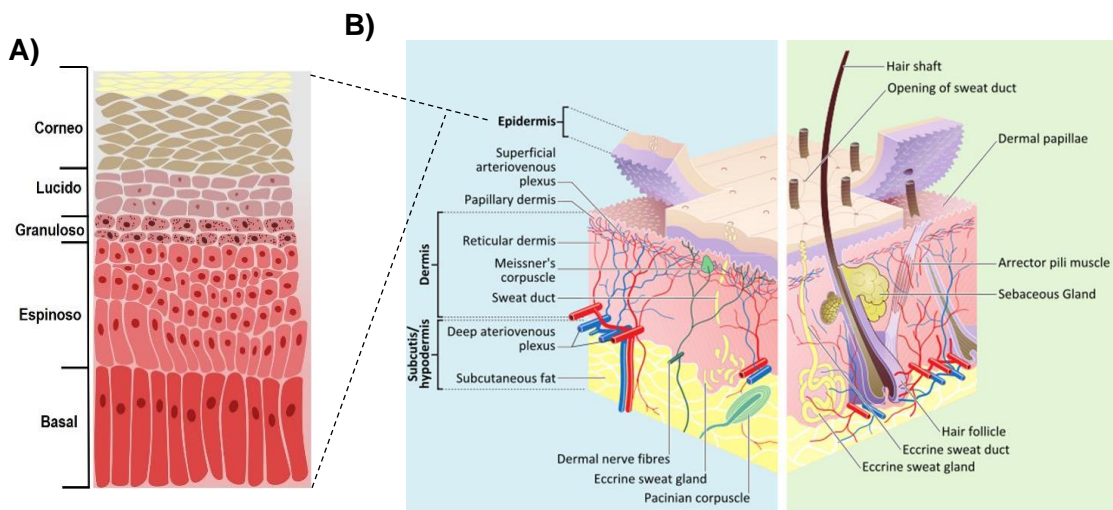 A)
Corneo
Lucido
Granuloso
Espinoso
Basal
B)
Epidermis
Superficial
arteriovenous
plexus
Papillary dermis
Dermis
Reticular dermis
Meissner's
corpuscle
Sweat duct
Subcutis/
hypodermis
Deep ateriovenous
plexus
Subcutaneous fat
Dermal nerve fibres
Eccrine sweat gland
Pacinian corpuscle
Hair shaft
Opening of sweat duct
Dermal papillae
Arrector pili muscle
Sebaceous Gland
Hair follicle
Eccrine sweat duct
Eccrine sweat gland